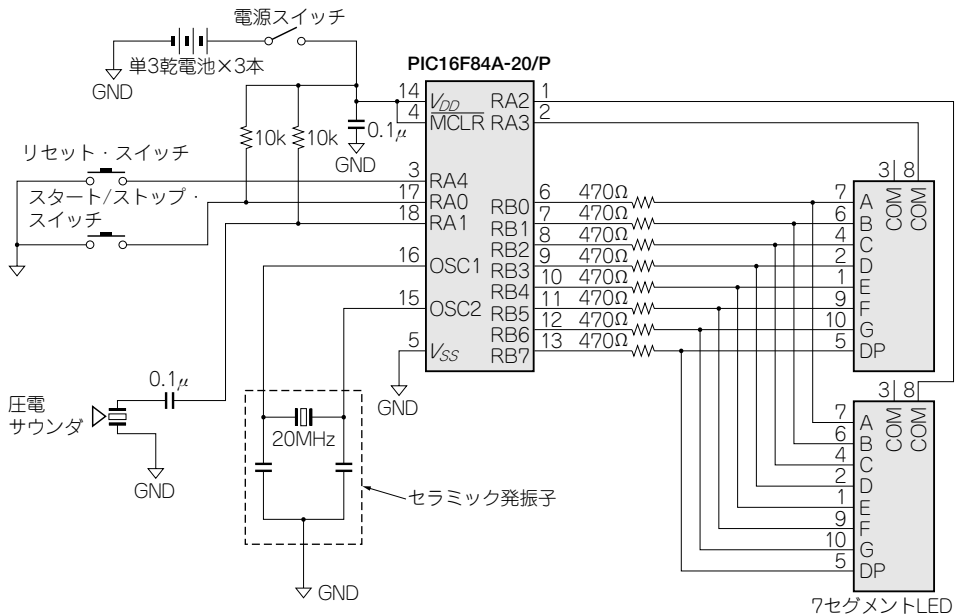 電源スイッチ
単3乾電池×3本
GND
PIC16F84A-20/P
14
VDD
4
MCLR
RA2
1
RA3
2
10k
10k
0.1μ
GND
リセット・スイッチ
3
RA4
スタート/ストップ・
スイッチ
17
RA0
18
RA1
16
OSC1
15
OSC2
5
VSS
GND
RB0
6
470Ω
RB1
7
470Ω
RB2
8
470Ω
RB3
9
470Ω
RB4
10
470Ω
RB5
11
470Ω
RB6
12
470Ω
RB7
13
470Ω
3
8
COM
COM
7
A
6
B
4
C
2
D
1
E
9
F
10
G
5
DP
3
8
COM
COM
7
A
6
B
4
C
2
D
1
E
9
F
10
G
5
DP
7セグメントLED
圧電
サウンダ
0.1μ
GND
20MHz
セラミック発振子
GND